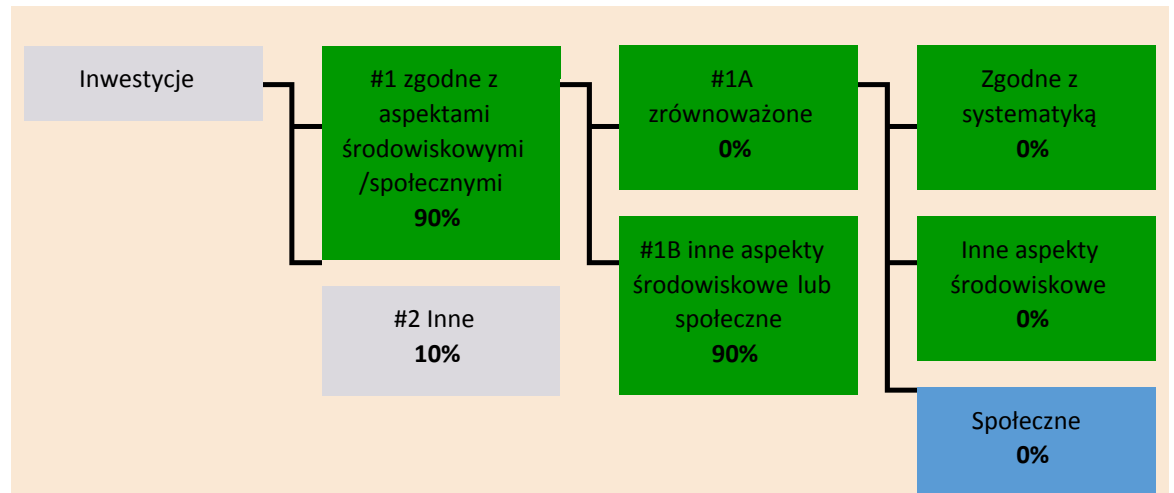 Inwestycje
#1 zgodne z
aspektami
środowiskowymi
/społecznymi
90%
#2 Inne
10%
#1A
zrównoważone
0%
#1B inne aspekty
środowiskowe lub
społeczne
90%
Zgodne z
systematyką
0%
Inne aspekty
środowiskowe
0%
Społeczne
0%